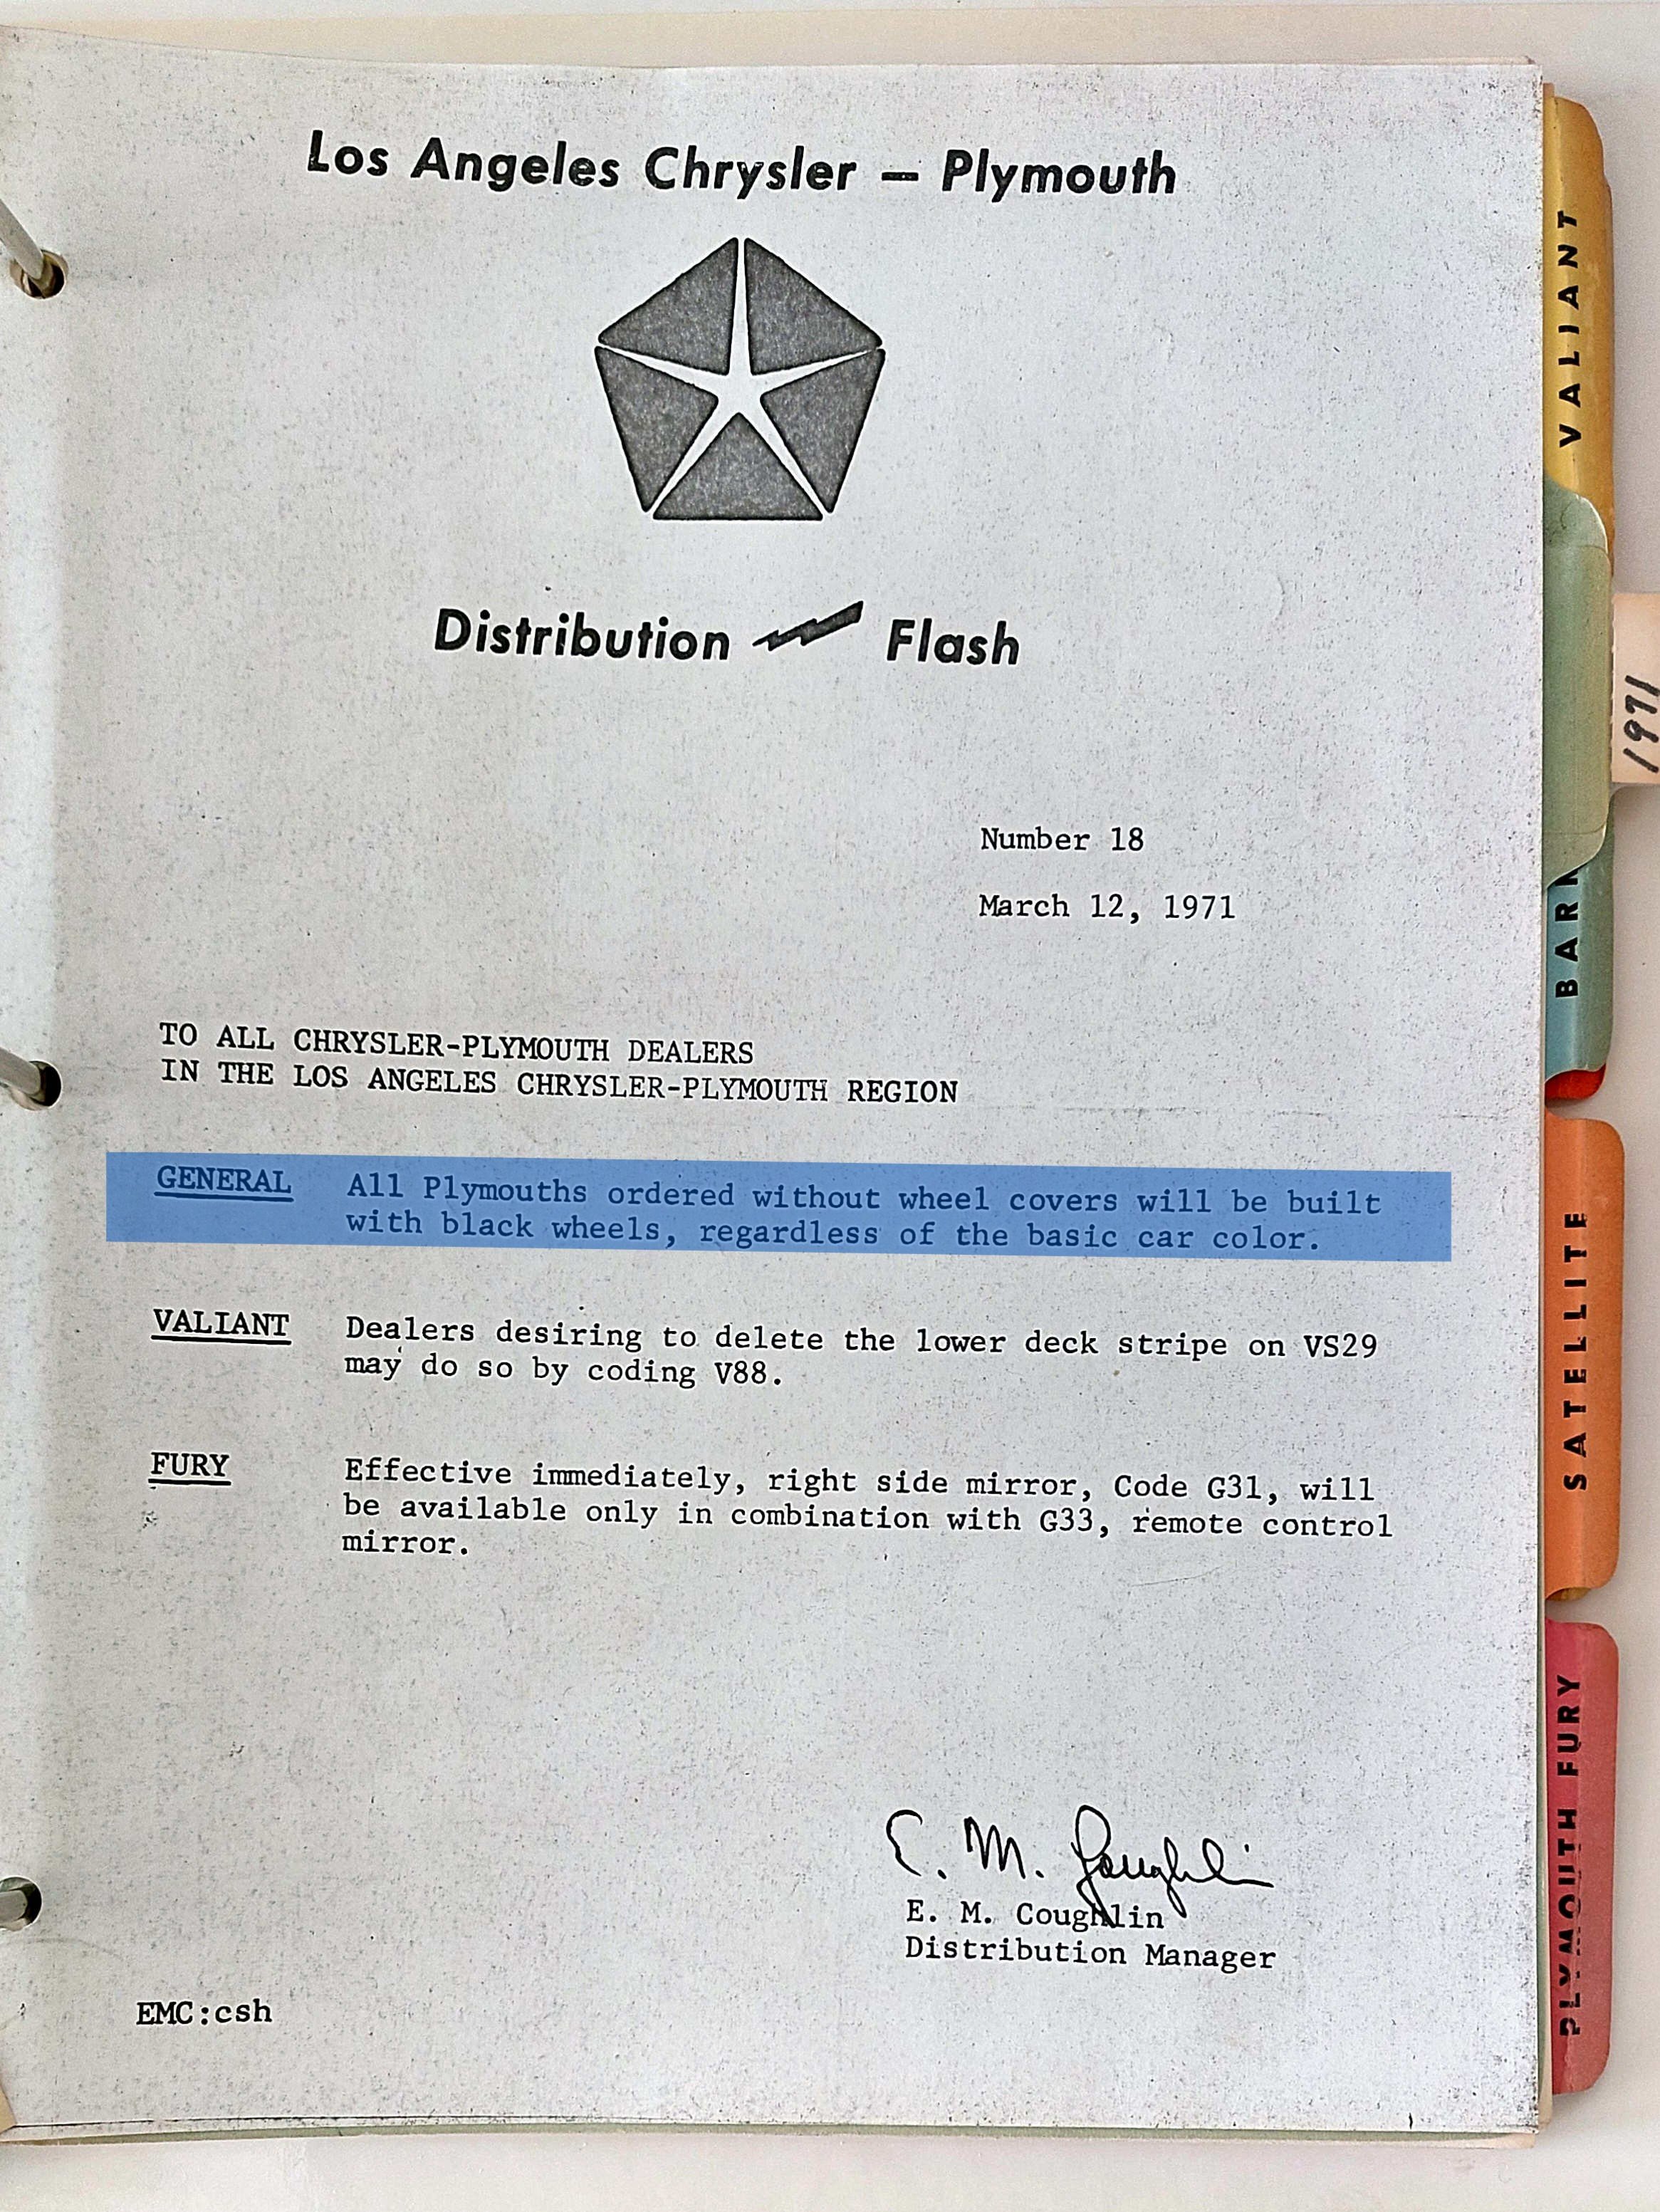 Los Angeles Chrysler – Plymouth
Distribution Flash
Number 18
March 12, 1971
TO ALL CHRYSLER-PLYMOUTH DEALERS
IN THE LOS ANGELES CHRYSLER-PLYMOUTH REGION
GENERAL All Plymouths ordered without wheel covers will be built
with black wheels, regardless of the basic car color.
VALIANT Dealers desiring to delete the lower deck stripe on VS29
may do so by coding V88.
FURY Effective immediately, right side mirror, Code G31, will
be available only in combination with G33, remote control
mirror.
E. M. Coughlin
E. M. Coughlin
Distribution Manager
EMC:csh
VALIANT
1971
SATELLITE
PLYMOUTH FURY